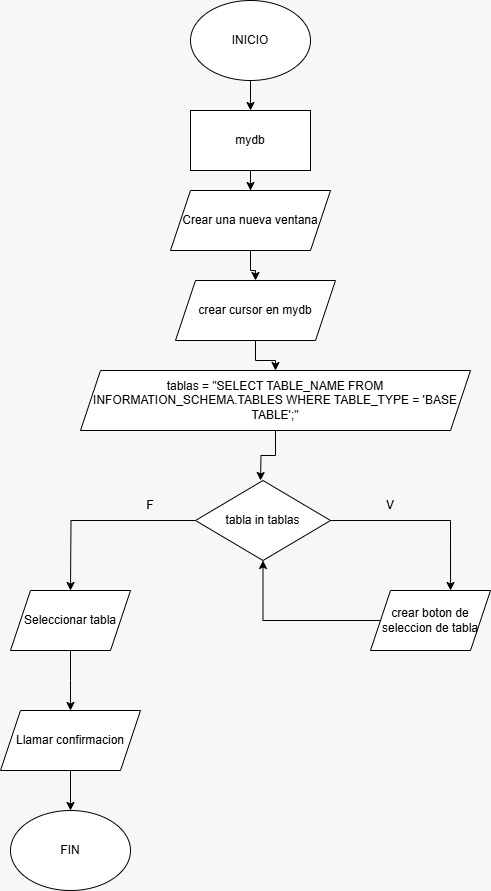 INICIO
mydb
Crear una nueva ventana
crear cursor en mydb
tablas = "SELECT TABLE_NAME FROM
INFORMATION_SCHEMA.TABLES WHERE TABLE_TYPE = 'BASE
TABLE';"
F
V
tabla in tablas
crear boton de
seleccion de tabla
Seleccionar tabla
Llamar confirmacion
FIN